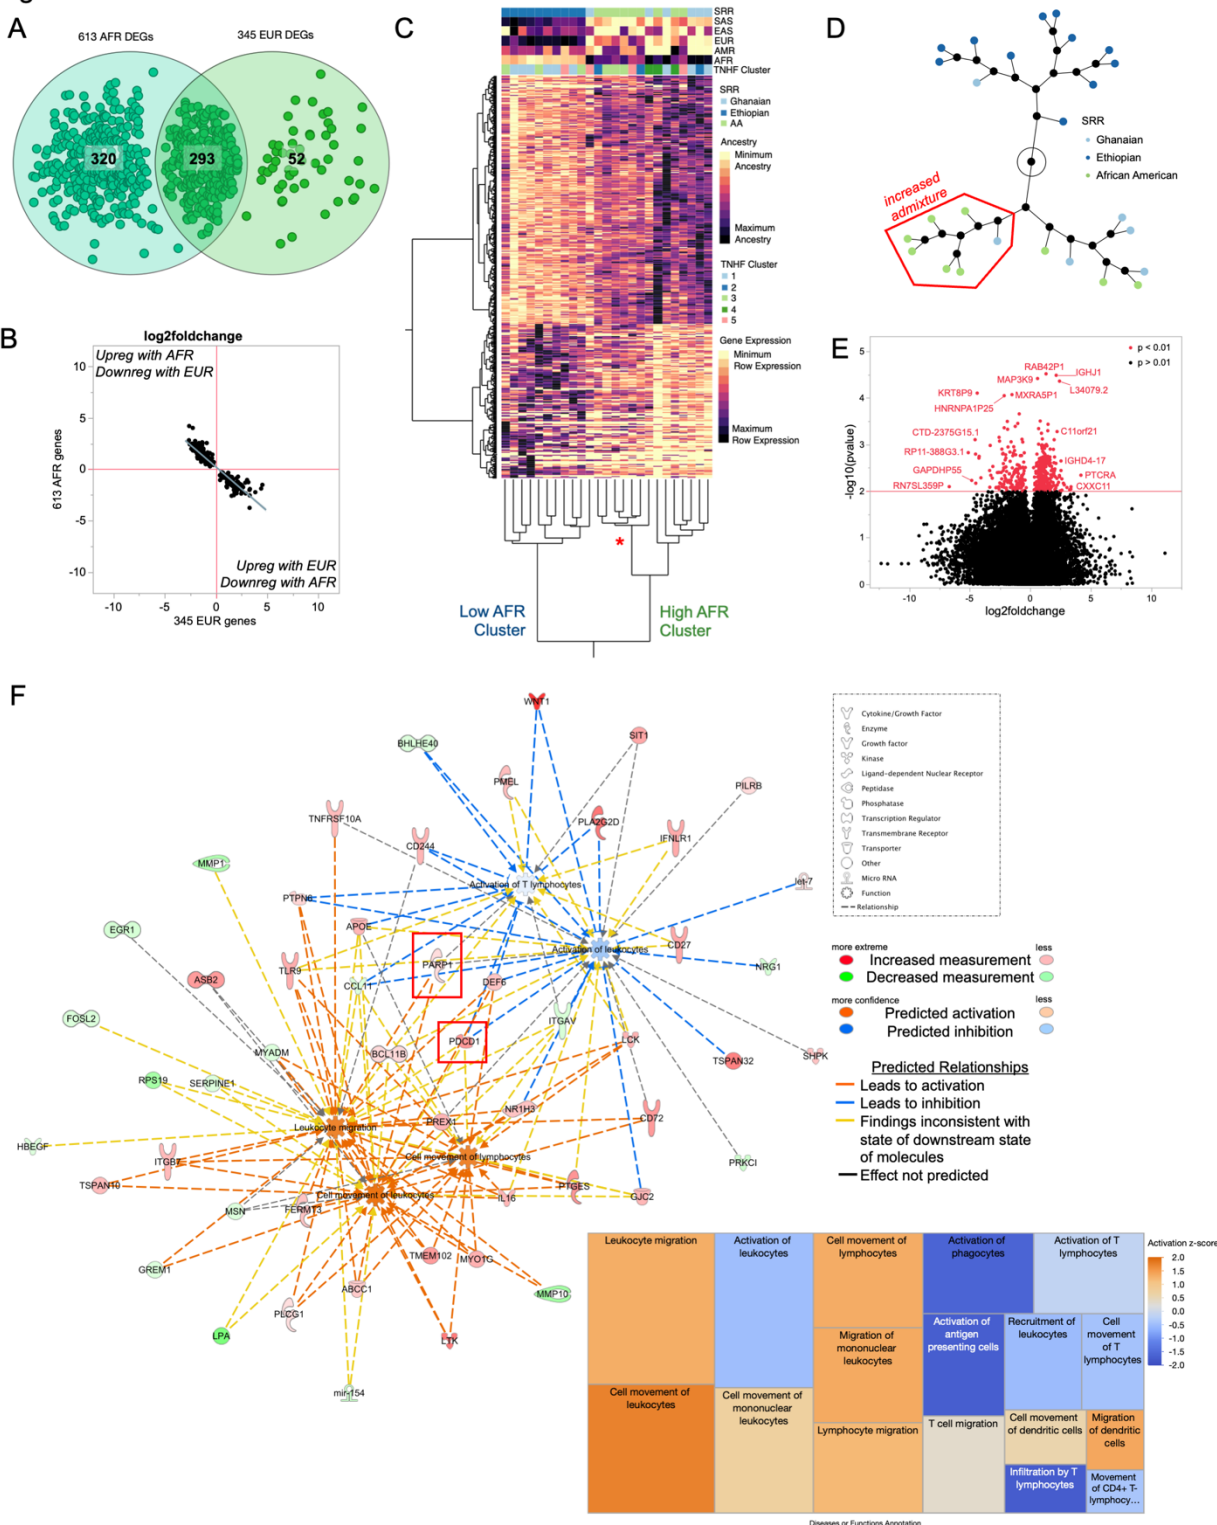 A
613 AFR DEGs
345 EUR DEGs
320
293
52
B
log2foldchange
Upreg with AFR
Downreg with EUR
10
5
0
-5
-10
613 AFR genes
Upreg with EUR
Downreg with AFR
-10
-5
0
5
10
345 EUR genes
C
SRR
SAS
EAS
EUR
AMR
AFR
TNHF Cluster
SRR
Ghanaian
Ethiopian
AA
Ancestry
Minimum
Ancestry
Maximum
Ancestry
TNHF Cluster
1
2
3
4
5
Gene Expression
Minimum
Row Expression
Maximum
Row Expression
*
Low AFR
Cluster
High AFR
Cluster
D
SRR
Ghanaian
Ethiopian
African American
increased
admixture
E
p < 0.01
p > 0.01
5
4
3
2
1
0
-log10(pvalue)
RAB42P1
IGHJ1
MAP3K9
L34079.2
KRT8P9
MXRA5P1
HNRNPA1P25
CTD-2375G15.1
C11orf21
RP11-388G3.1
IGHD4-17
GAPDHP55
PTCRA
RN7SL359P
CXXC11
-10
-5
0
5
10
log2foldchange
F
WNT1
BHLHE40
SIT1
PMEL
PILRB
TNFRSF10A
PLA2G2D
CD244
IFNLR1
MMP1
Activation of T lymphocytes
let-7
PTPN6
EGR1
APOE
CD27
Activation of leukocytes
PARP1
TLR9
NRG1
ASB2
CCL11
DEF6
FOSL2
ITGAV
PDCD1
LCK
MYADM
BCL11B
TSPAN32
SHPK
RPS19
SERPINE1
NR1H3
CD72
PREX1
Leukocyte migration
HBEGF
ITGB7
Cell movement of lymphocytes
PRKCI
TSPAN10
PTGES
Cell movement of leukocytes
IL16
GJC2
MSN
FERMT3
GREM1
TMEM102
MYO1G
ABCC1
MMP10
PLCG1
LPA
LTK
mir-154
Cytokine/Growth Factor
Enzyme
Growth factor
Kinase
Ligand-dependent Nuclear Receptor
Peptidase
Phosphatase
Transcription Regulator
Transmembrane Receptor
Transporter
Other
Micro RNA
Function
Relationship
more extreme
less
Increased measurement
Decreased measurement
more confidence
less
Predicted activation
Predicted inhibition
Predicted Relationships
Leads to activation
Leads to inhibition
Findings inconsistent with
state of downstream state
of molecules
Effect not predicted
Leukocyte migration
Activation of
leukocytes
Cell movement of
lymphocytes
Activation of
phagocytes
Activation of T
lymphocytes
Migration of
mononuclear
leukocytes
Activation of
antigen
presenting cells
Recruitment of
leukocytes
Cell
movement
of T
lymphocytes
Cell movement of
leukocytes
Cell movement of
mononuclear
leukocytes
Lymphocyte migration
T cell migration
Cell movement
of dendritic cells
Migration
of dendritic
cells
Infiltration by T
lymphocytes
Movement
of CD4+ T-
lymphocy...
Activation z-score
2.0
1.5
1.0
0.5
0.0
-0.5
-1.0
-1.5
-2.0
Diseases or Functions Annotation